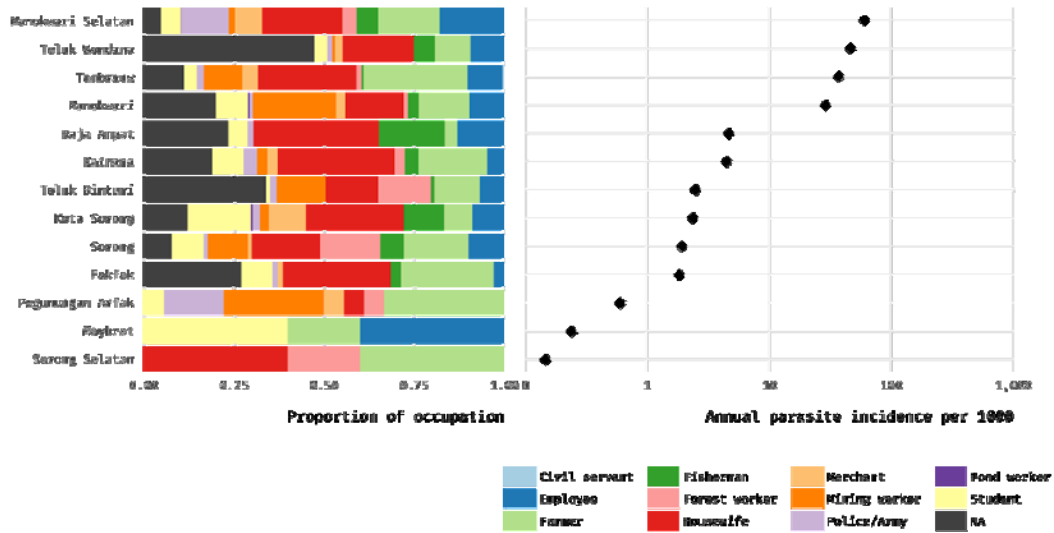 Manokwari Selatan
Teluk Wondama
Tambrauw
Manokwari
Raja Ampat
Kaimana
Teluk Bintuni
Kota Sorong
Sorong
Fakfak
Pegunungan Arfak
Maybrat
Sorong Selatan
0.00 0.25 0.50 0.75 1.00 0 1 10 100 1,000
Proportion of occupation Annual parksite incidence per 1000
Civil servant Fisherman Merchant Pond worker
Employee Forest worker Mining worker Student
Farmer Housewife Police/Army NA